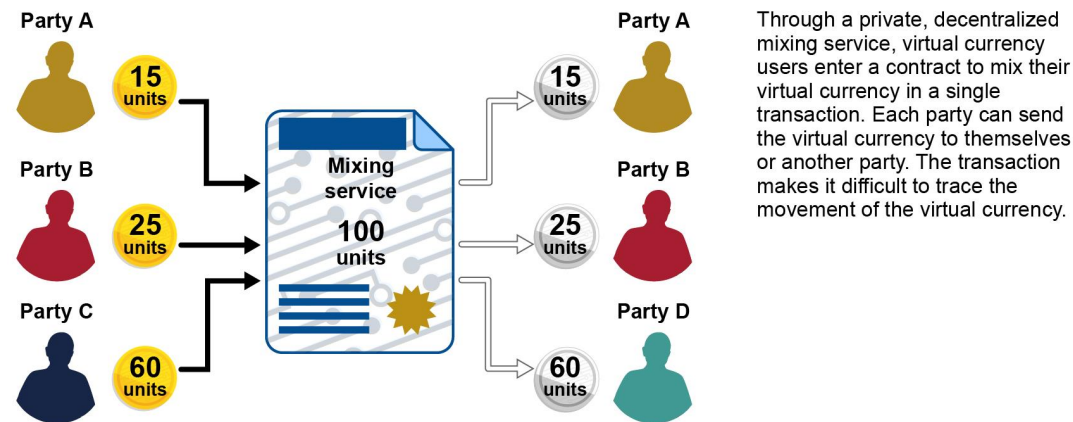 Party A
15
units
Party B
25
units
Party C
60
units
Mixing
service
100
units
Party A
15
units
Party B
25
units
Party D
60
units
Through a private, decentralized
mixing service, virtual currency
users enter a contract to mix their
virtual currency in a single
transaction. Each party can send
the virtual currency to themselves
or another party. The transaction
makes it difficult to trace the
movement of the virtual currency.